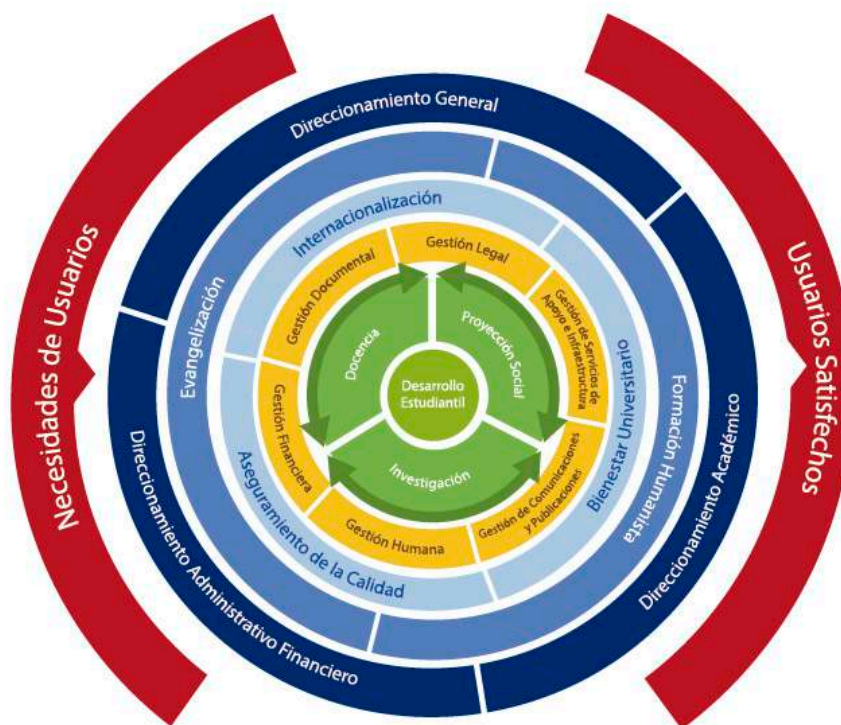 Necesidades de Usuarios
Usuarios Satisfechos
Direccionamiento General
Direccionamiento Académico
Direccionamiento Administrativo Financiero
Evangelización
Formación Humanista
Internacionalización
Bienestar Universitario
Aseguramiento de la Calidad
Gestión Documental
Gestión Legal
Gestión de Servicios de
Apoyo e Infraestructura
Gestión de Comunicaciones
y Publicaciones
Gestión Humana
Gestión Financiera
Docencia
Proyección Social
Investigación
Desarrollo
Estudiantil